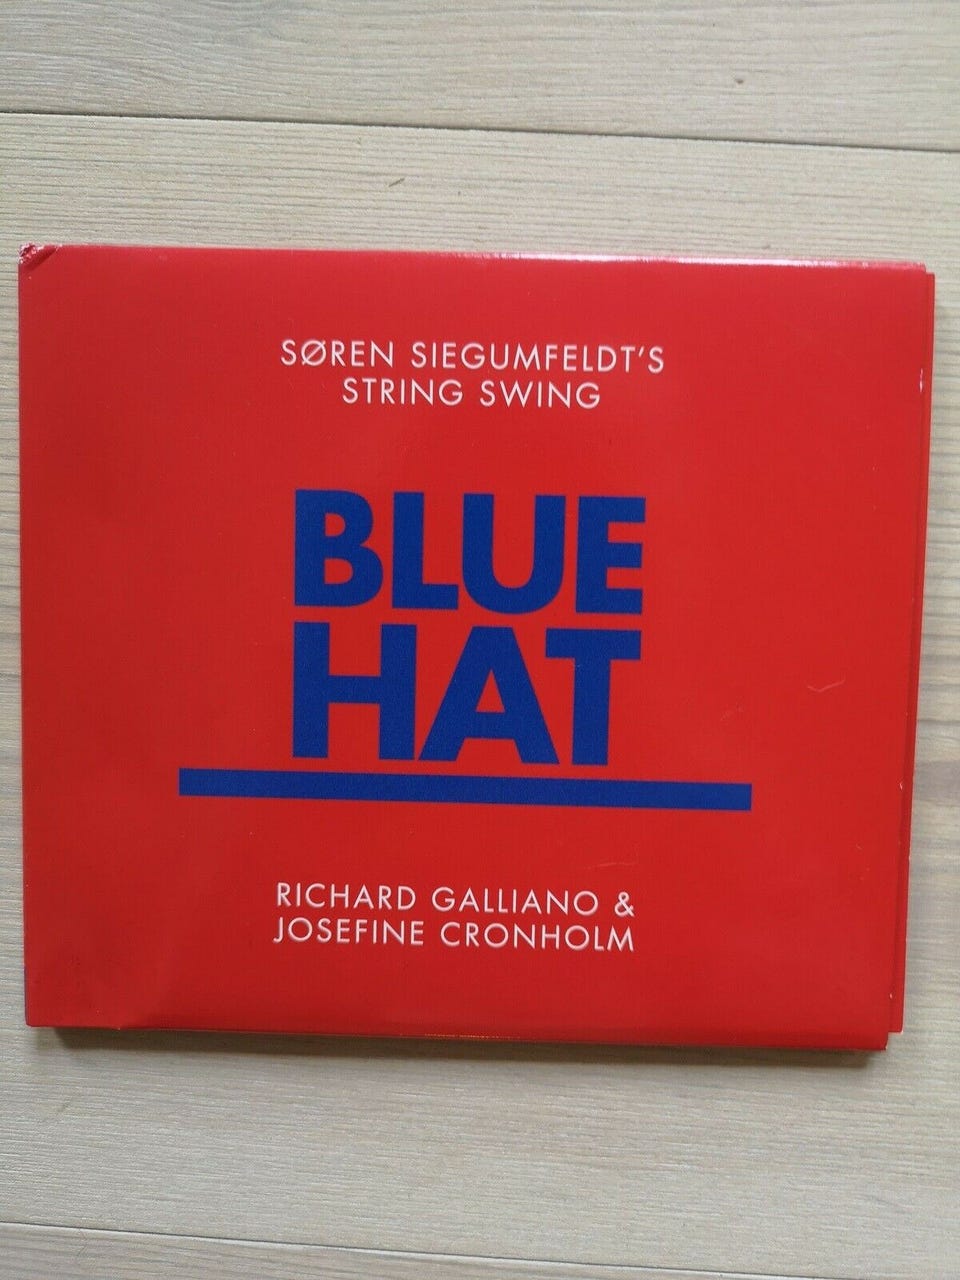 SØREN SIEGUMFELDT'S
STRING SWING
BLUE
HAT
RICHARD GALLIANO &
JOSEFINE CRONHOLM